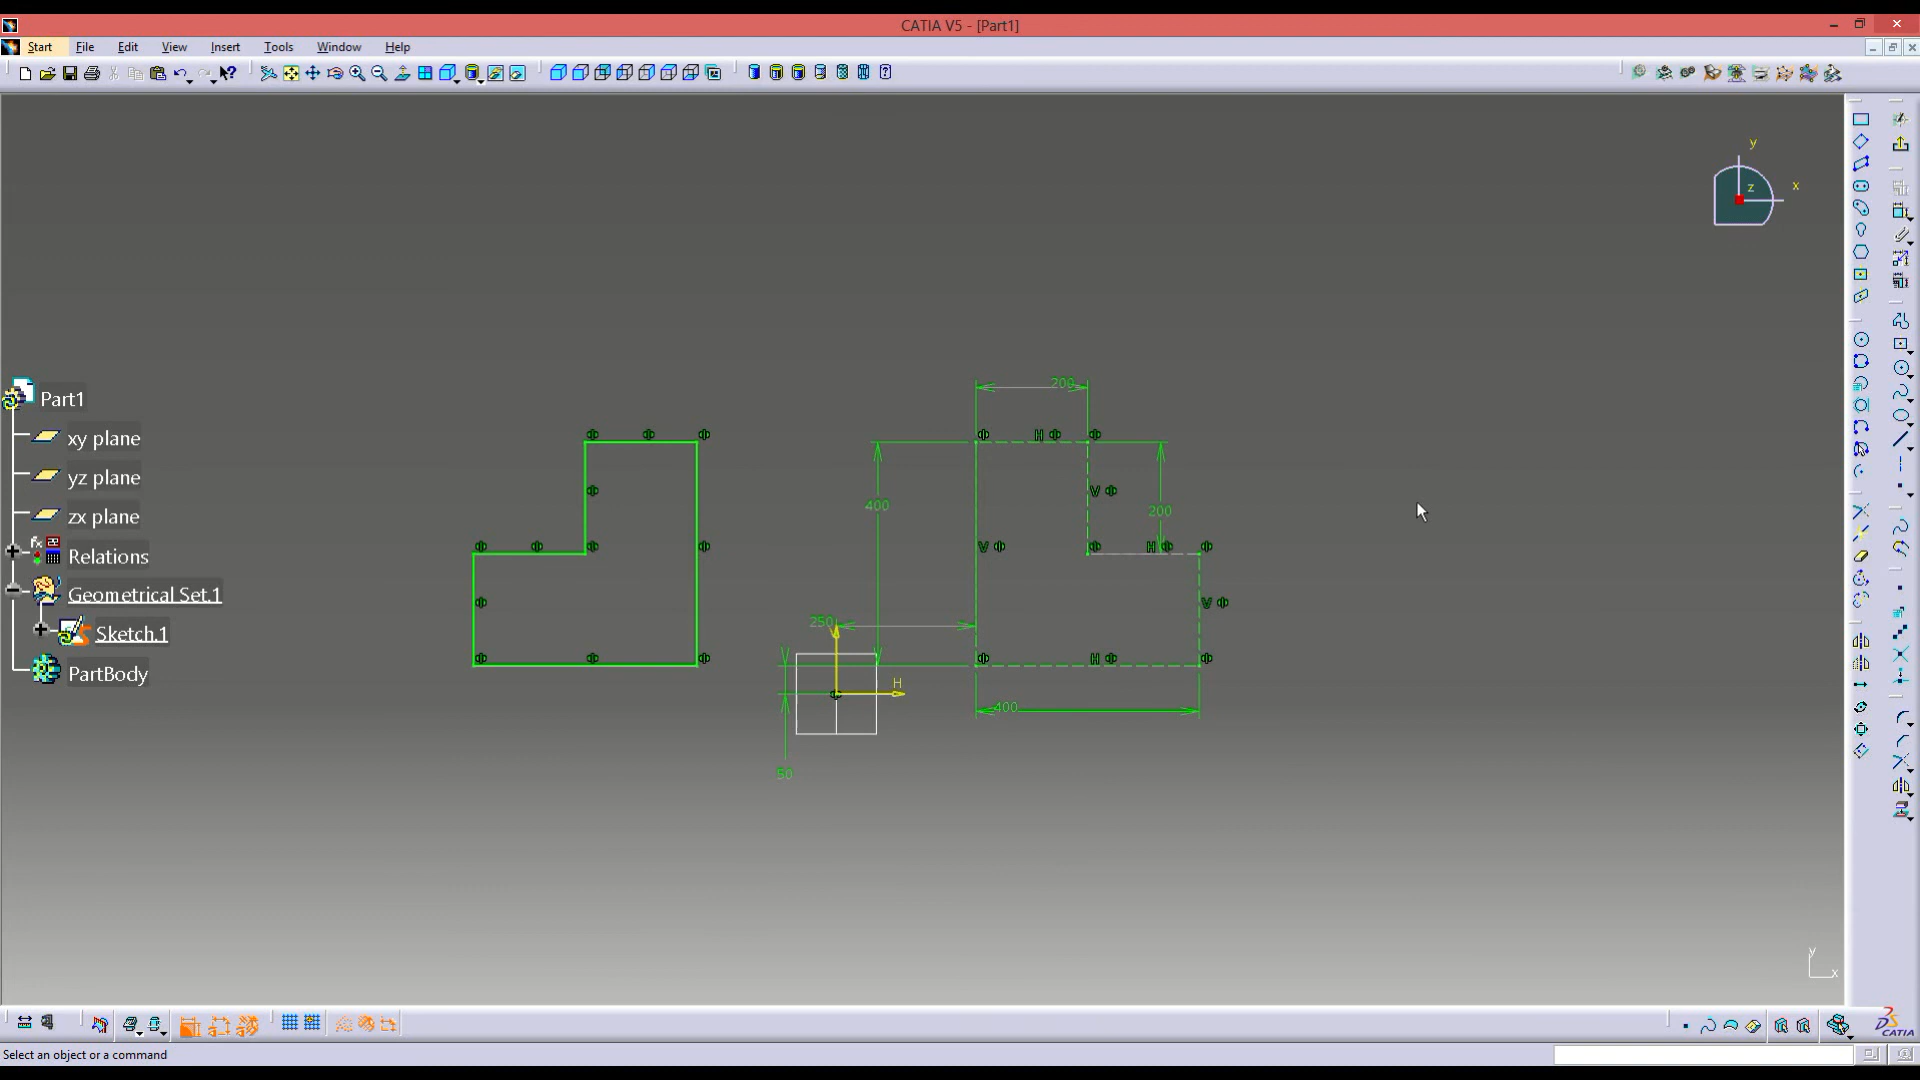 CATIA V5 - [Part1]
Start File Edit View Insert Tools Window Help
y
x
z
Part1
xy plane
yz plane
zx plane
Relations
Geometrical Set.1
Sketch.1
PartBody
200
H
V
400
200
V
H
V
250
V
H
H
400
50
y
x
CATIA
Select an object or a command